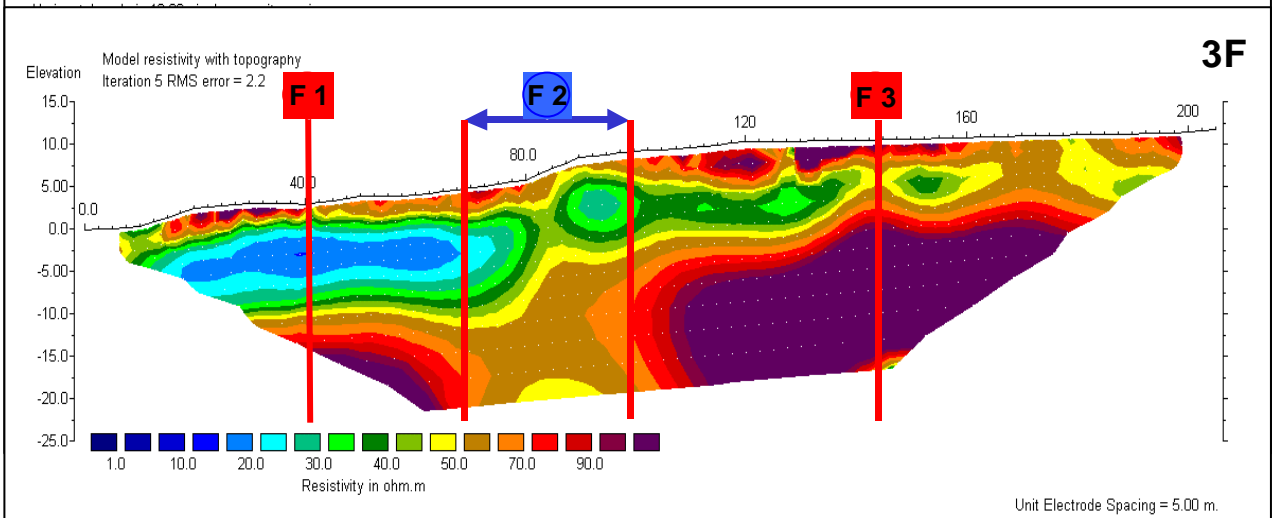 3F
Model resistivity with topography
Elevation
Iteration 5 RMS error = 2.2
F 1
F 2
F 3
15.0
10.0
5.00
0.0
-5.00
-10.0
-15.0
-20.0
-25.0
0.0
40.0
80.0
120
160
200
1.0 10.0 20.0 30.0 40.0 50.0 70.0 90.0
Resistivity in ohm.m
Unit Electrode Spacing = 5.00 m.